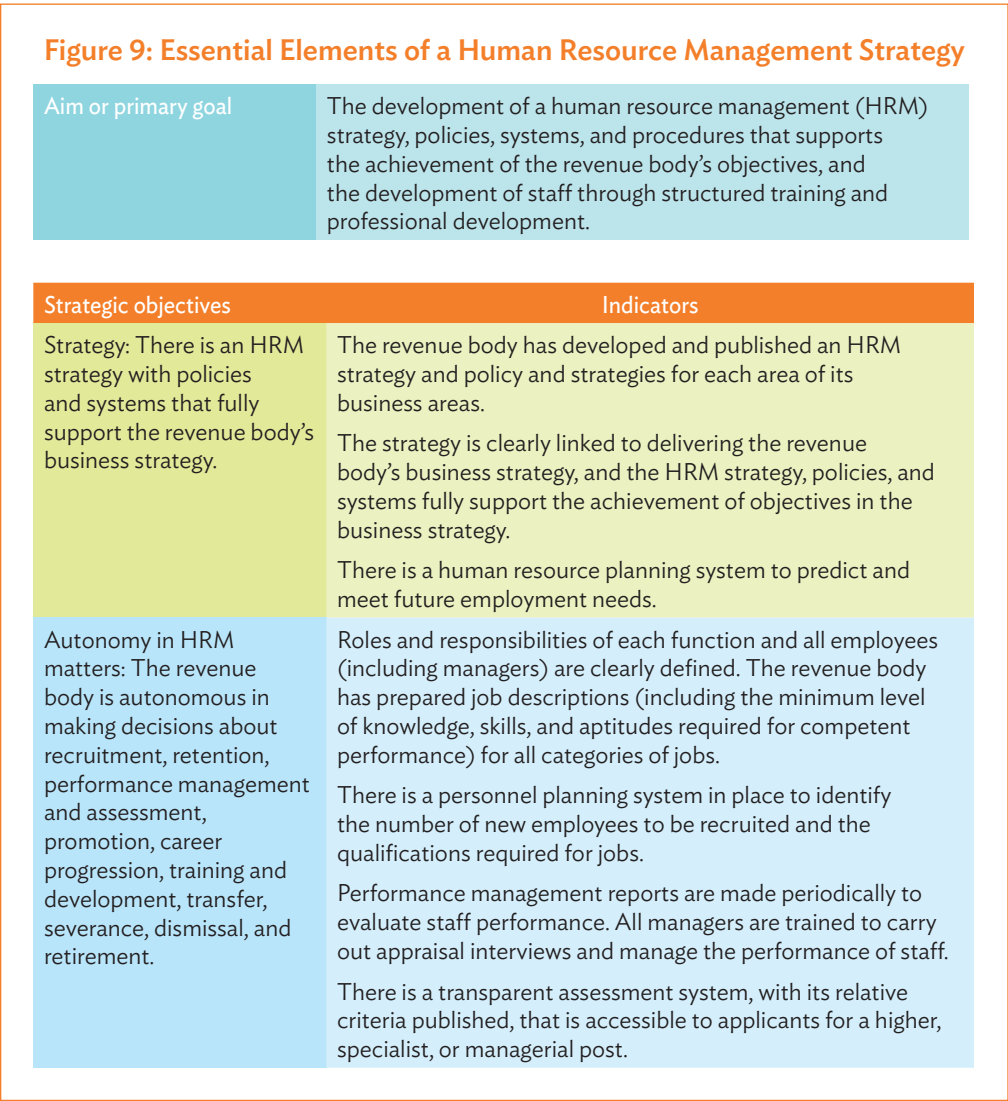 Figure 9: Essential Elements of a Human Resource Management Strategy
Aim or primary goal
The development of a human resource management (HRM)
strategy, policies, systems, and procedures that supports
the achievement of the revenue body's objectives, and
the development of staff through structured training and
professional development.
Strategic objectives
Indicators
Strategy: There is an HRM
strategy with policies
and systems that fully
support the revenue body's
business strategy.
The revenue body has developed and published an HRM
strategy and policy and strategies for each area of its
business areas.
The strategy is clearly linked to delivering the revenue
body's business strategy, and the HRM strategy, policies, and
systems fully support the achievement of objectives in the
business strategy.
There is a human resource planning system to predict and
meet future employment needs.
Autonomy in HRM
matters: The revenue
body is autonomous in
making decisions about
recruitment, retention,
performance management
and assessment,
promotion, career
progression, training and
development, transfer,
severance, dismissal, and
retirement.
Roles and responsibilities of each function and all employees
(including managers) are clearly defined. The revenue body
has prepared job descriptions (including the minimum level
of knowledge, skills, and aptitudes required for competent
performance) for all categories of jobs.
There is a personnel planning system in place to identify
the number of new employees to be recruited and the
qualifications required for jobs.
Performance management reports are made periodically to
evaluate staff performance. All managers are trained to carry
out appraisal interviews and manage the performance of staff.
There is a transparent assessment system, with its relative
criteria published, that is accessible to applicants for a higher,
specialist, or managerial post.